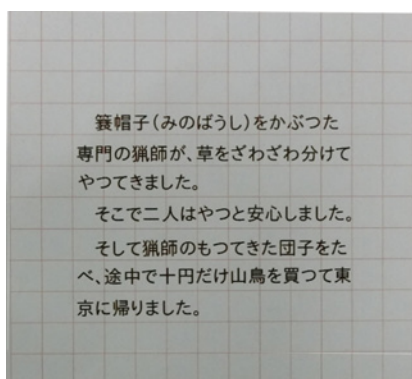 簑帽子(みのばうし)をかぶつた
専門の猟師が、草をざわざわ分けて
やつてきました。
　そこで二人はやつと安心しました。
　そして猟師のもつてきた団子をた
べ、途中で十円だけ山鳥を買つて東
京に帰りました。